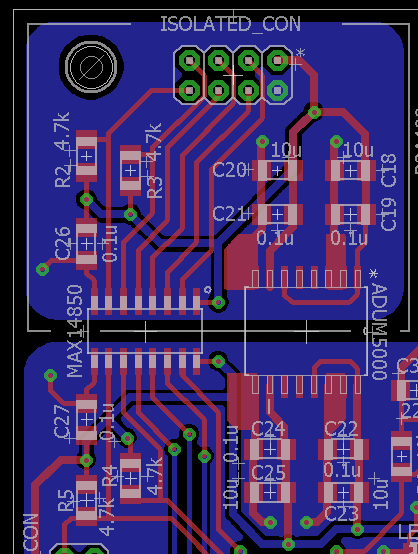 ISOLATED_CON
*
4.7k
R2
4.7k
R3
10u
C20
C18
10u
C21
C19
0.1u
0.1u
C26
0.1u
MAX14850
*
ADUM5000
C27
0.1u
C24
C22
0.1u
C25
0.1u
10u
10u
C23
R4
4.7k
R5
4.7k
CON
22